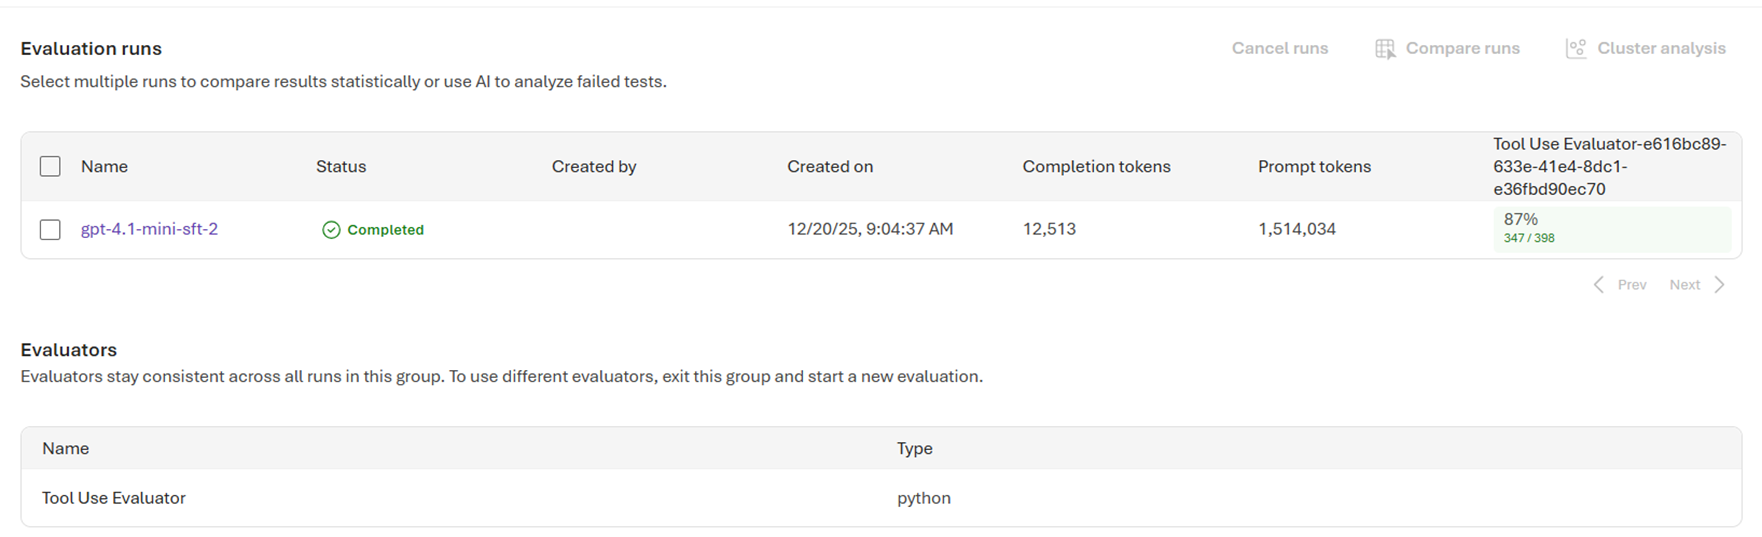 Evaluation runs
Cancel runs
Compare runs
Cluster analysis
Select multiple runs to compare results statistically or use AI to analyze failed tests.
Name
Status
Created by
Created on
Completion tokens
Prompt tokens
Tool Use Evaluator-e616bc89-
633e-41e4-8dc1-
e36fbd90ec70
gpt-4.1-mini-sft-2
Completed
12/20/25, 9:04:37 AM
12,513
1,514,034
87%
347 / 398
Prev
Next
Evaluators
Evaluators stay consistent across all runs in this group. To use different evaluators, exit this group and start a new evaluation.
Name
Type
Tool Use Evaluator
python